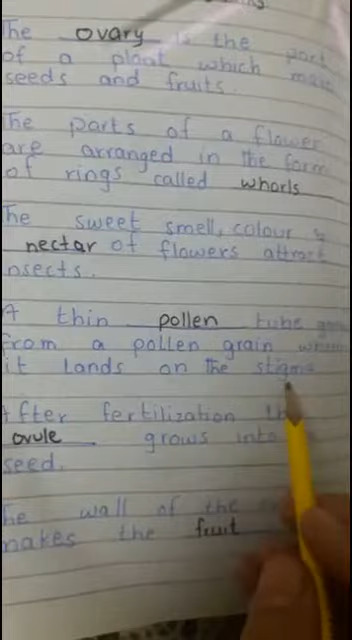 The ovary is the part
of a plant which
seeds and fruits.
The parts of a flower
are arranged in the form
of rings called whorls
The sweet smell, colour &
nectar of flowers attract
insects.
A thin pollen tube
from a pollen grain when
it lands on the stigma
After fertilization the
ovule grows into
seed.
The wall of the
makes the fruit